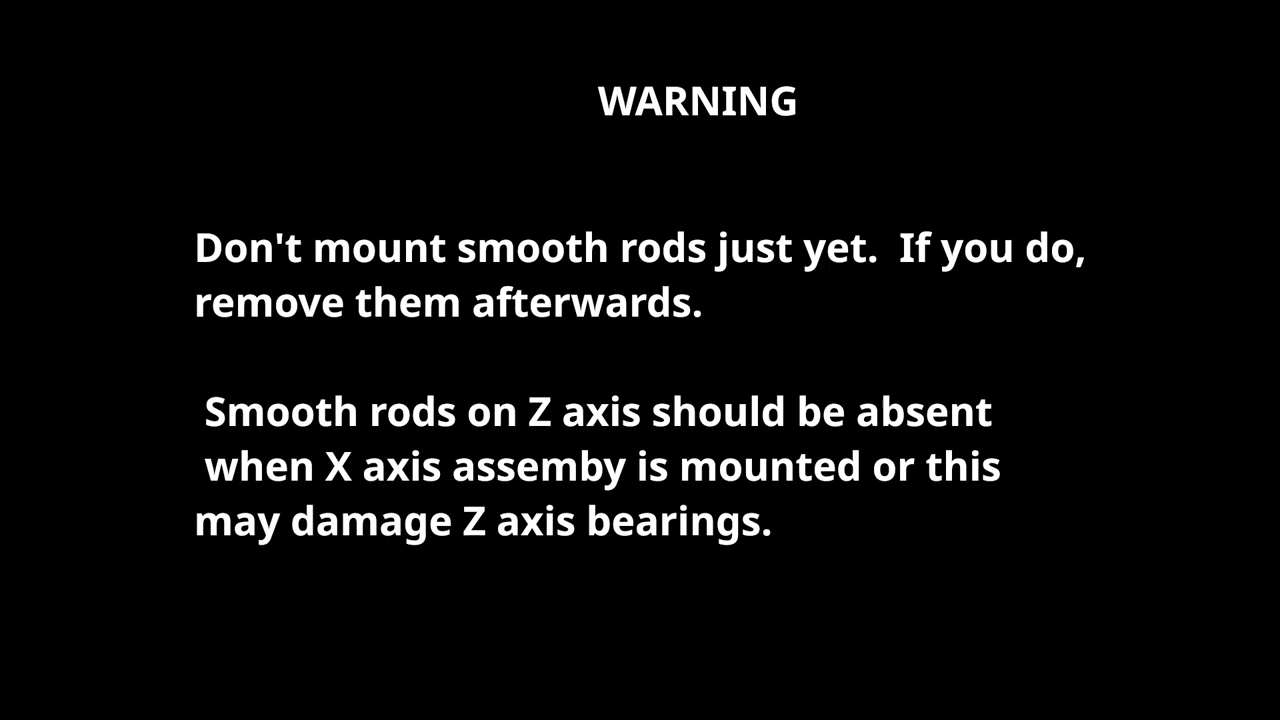 WARNING
Don't mount smooth rods just yet.  If you do,
remove them afterwards.
Smooth rods on Z axis should be absent
when X axis assemby is mounted or this
may damage Z axis bearings.